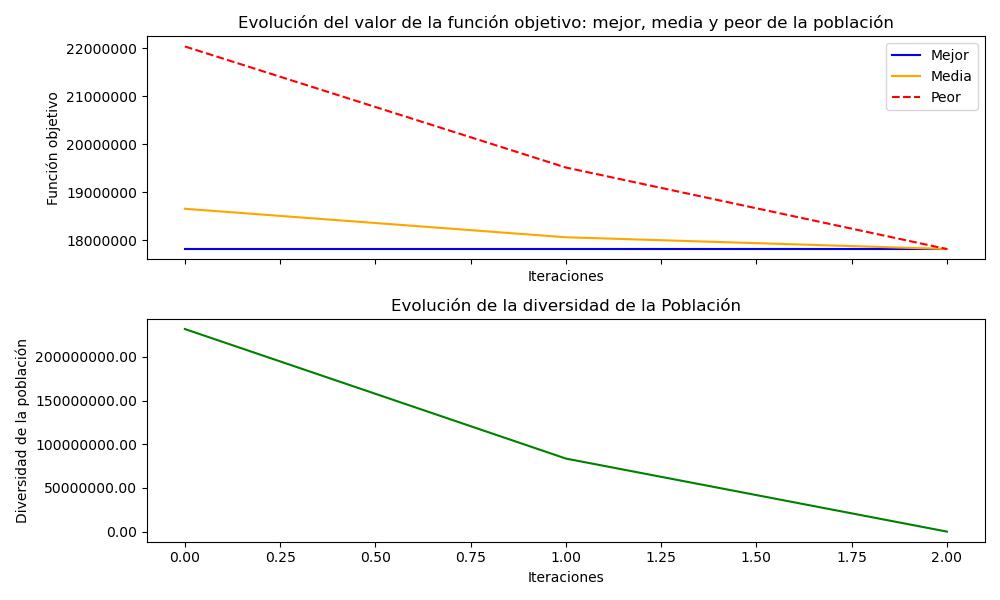 Evolución del valor de la función objetivo: mejor, media y peor de la población
22000000
21000000
20000000
19000000
18000000
Función objetivo
Mejor
Media
Peor
Iteraciones
Evolución de la diversidad de la Población
200000000.00
150000000.00
100000000.00
50000000.00
0.00
Diversidad de la población
0.00 0.25 0.50 0.75 1.00 1.25 1.50 1.75 2.00
Iteraciones